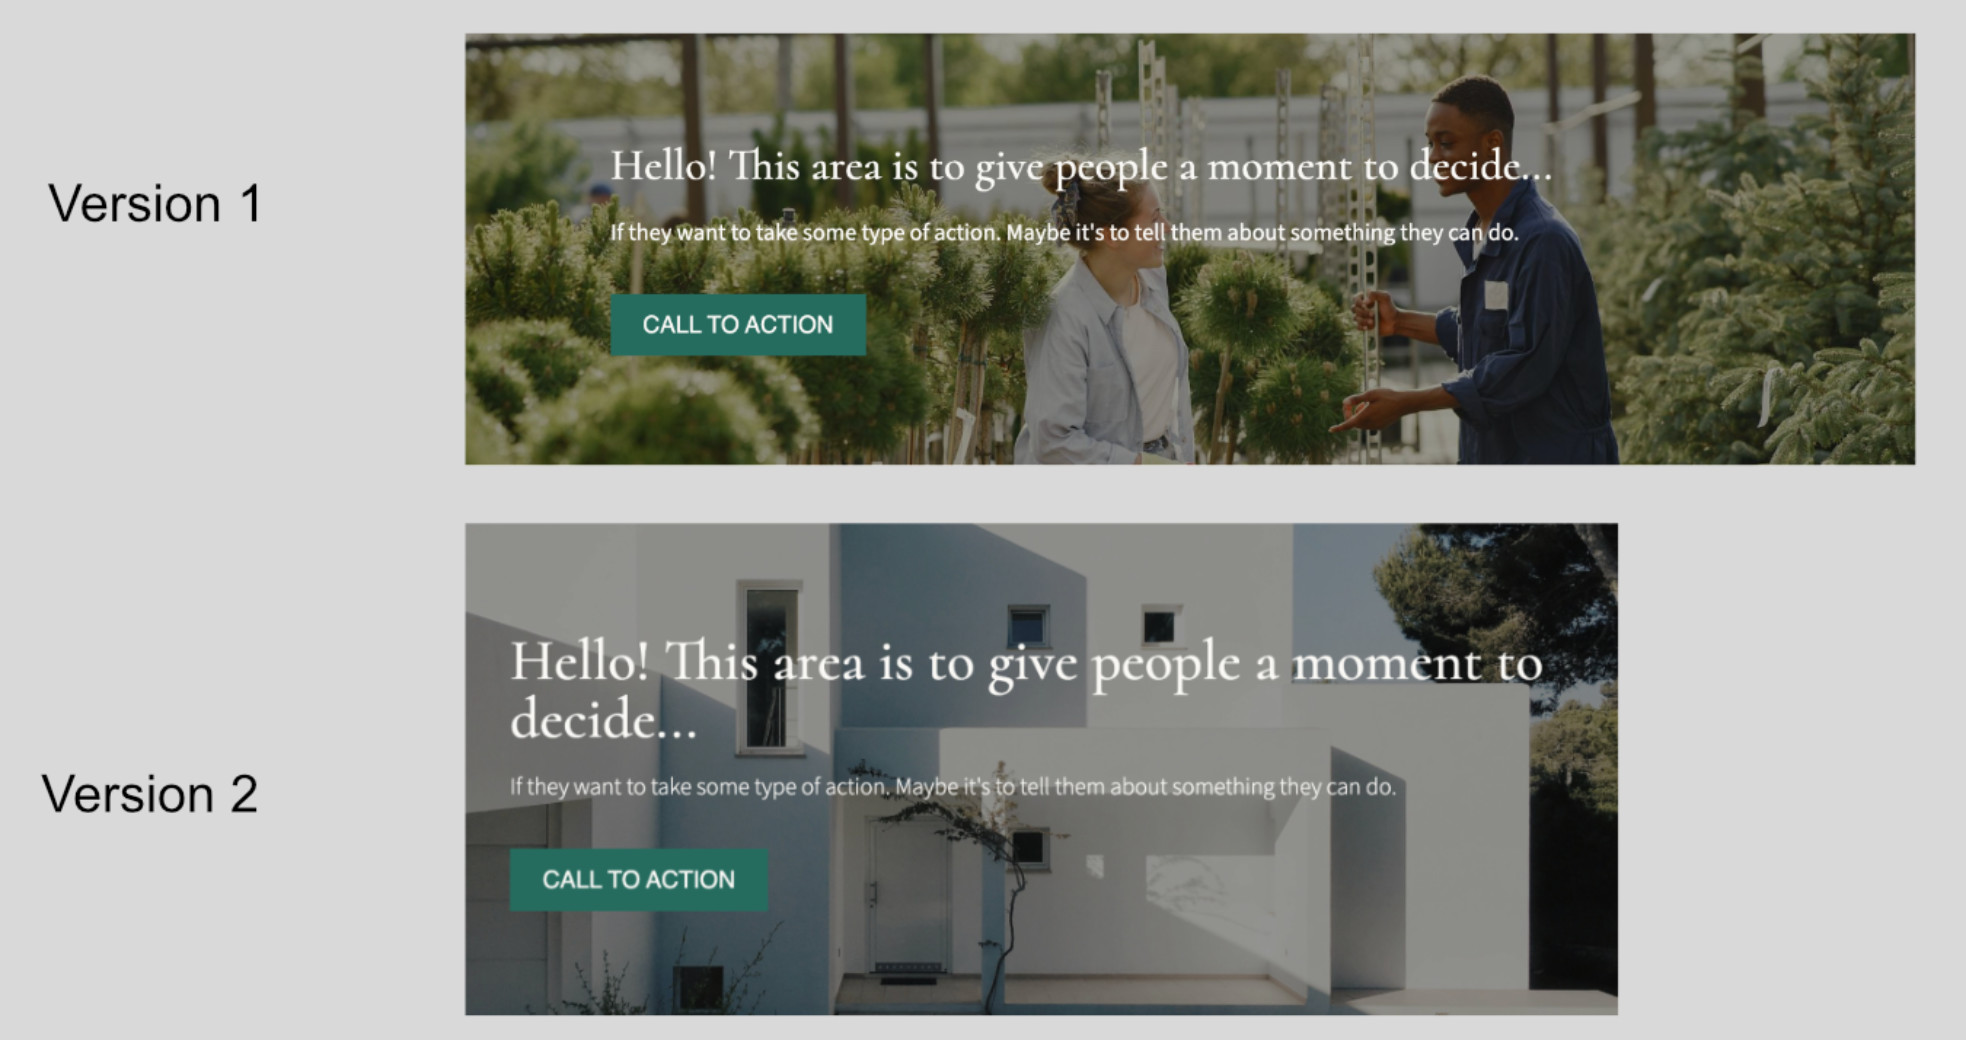 Version 1
Hello! This area is to give people a moment to decide...
If they want to take some type of action. Maybe it's to tell them about something they can do.
CALL TO ACTION
Version 2
Hello! This area is to give people a moment to
decide...
If they want to take some type of action. Maybe it's to tell them about something they can do.
CALL TO ACTION